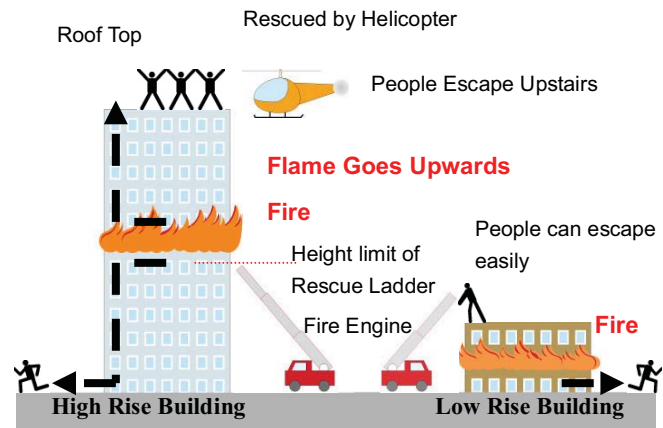 Rescued by Helicopter
Roof Top
People Escape Upstairs
Flame Goes Upwards
Fire
Height limit of
Rescue Ladder
Fire Engine
People can escape
easily
Fire
High Rise Building
Low Rise Building